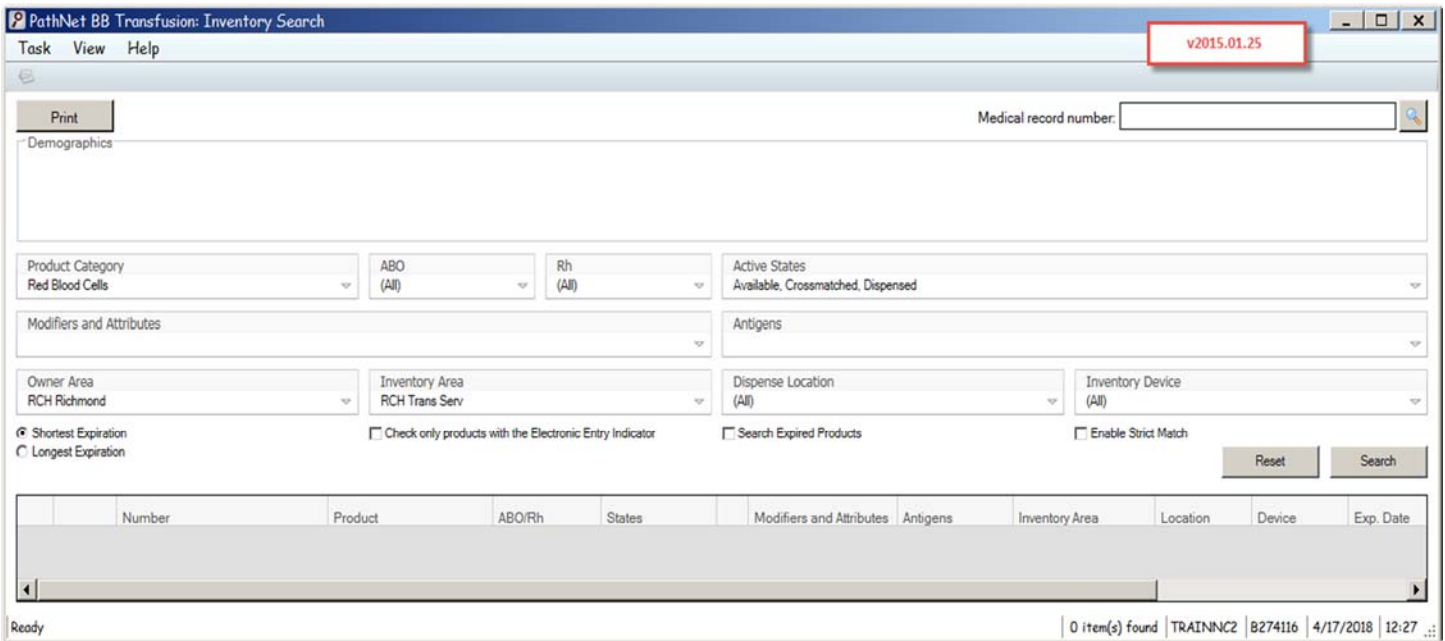 PathNet BB Transfusion: Inventory Search
v2015.01.25
Task View Help
Print
Medical record number:
Demographics
Product Category
Red Blood Cells
ABO
(All)
Rh
(All)
Active States
Available, Crossmatched, Dispensed
Modifiers and Attributes
Antigens
Owner Area
RCH Richmond
Inventory Area
RCH Trans Serv
Dispense Location
(All)
Inventory Device
(All)
Shortest Expiration
Longest Expiration
Check only products with the Electronic Entry Indicator
Search Expired Products
Enable Strict Match
Reset Search
Number Product ABO/Rh States Modifiers and Attributes Antigens Inventory Area Location Device Exp. Date
Ready 0 item(s) found TRAINNC2 B274116 4/17/2018 12:27